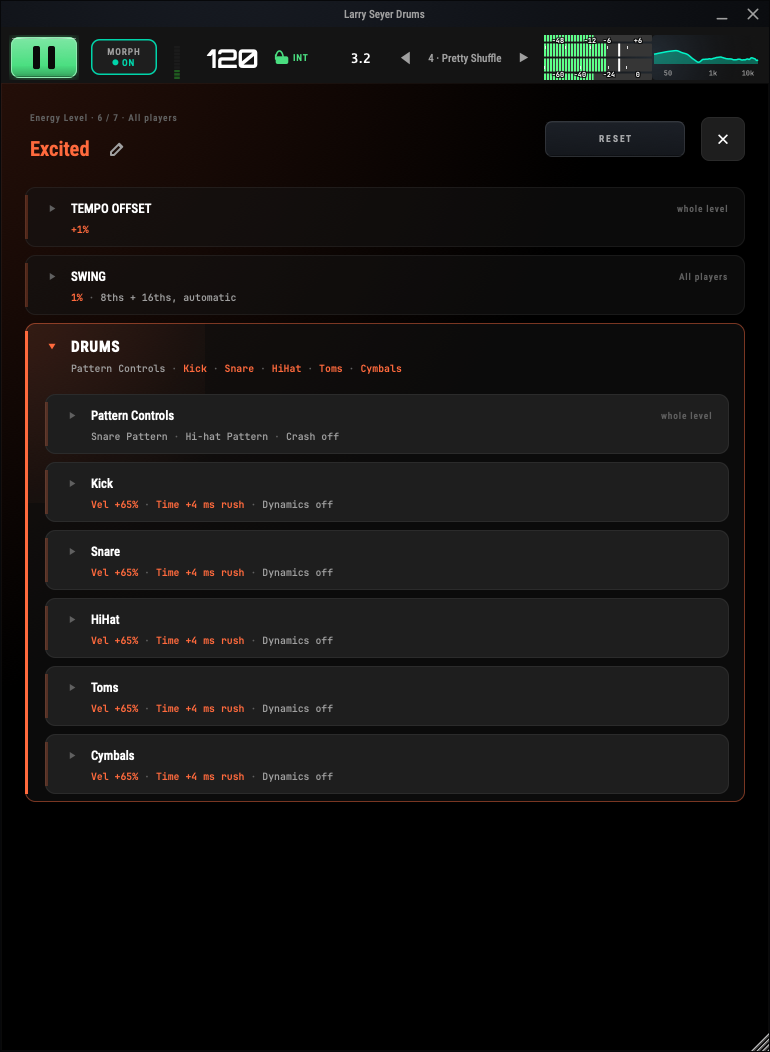 Larry Seyer Drums
MORPH
ON
120
INT
3.2
4 · Pretty Shuffle
-48 -12 -6 +6
-60 -40 -24 0
50 1k 10k
Energy Level · 6 / 7 · All players
Excited
RESET
TEMPO OFFSET
whole level
+1%
SWING
All players
1% · 8ths + 16ths, automatic
DRUMS
Pattern Controls · Kick · Snare · HiHat · Toms · Cymbals
Pattern Controls
whole level
Snare Pattern · Hi-hat Pattern · Crash off
Kick
Vel +65% · Time +4 ms rush · Dynamics off
Snare
Vel +65% · Time +4 ms rush · Dynamics off
HiHat
Vel +65% · Time +4 ms rush · Dynamics off
Toms
Vel +65% · Time +4 ms rush · Dynamics off
Cymbals
Vel +65% · Time +4 ms rush · Dynamics off